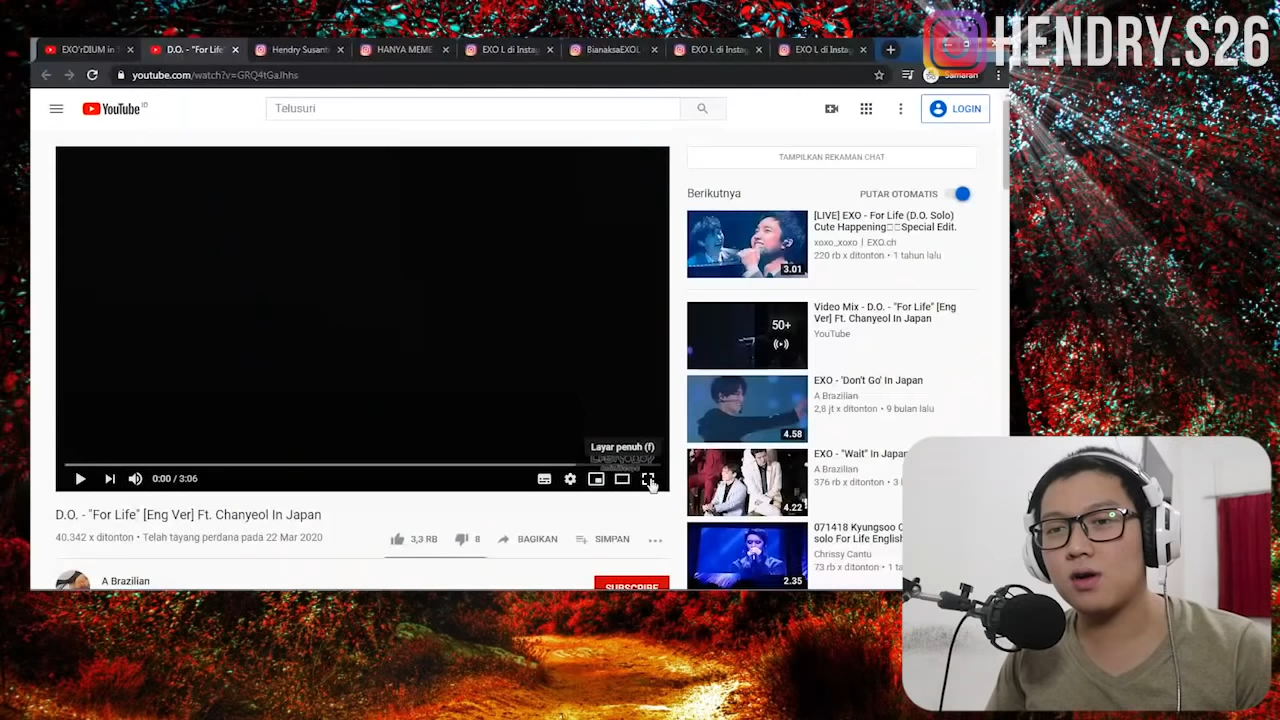 HENDRY.S26
EXO'rDIUM in
D.O. - "For Life"
Hendry Susant
HANYA MEME
EXO L di Insta
BianaksaEXOL
EXO L di Insta
EXO L di Insta
youtube.com/watch?v=GRQ4tGaJhhs
Samaran
YouTube ID
Telusuri
LOGIN
TAMPILKAN REKAMAN CHAT
Berikutnya
PUTAR OTOMATIS
[LIVE] EXO - For Life (D.O. Solo)
Cute Happening□□Special Edit.
xoxo_xoxo | EXO.ch
220 rb x ditonton • 1 tahun lalu
3.01
Video Mix - D.O. - "For Life" [Eng
Ver] Ft. Chanyeol In Japan
YouTube
50+
EXO - 'Don't Go' In Japan
A Brazilian
2,8 jt x ditonton • 9 bulan lalu
4.58
EXO - "Wait" In Japan
A Brazilian
376 rb x ditonton • 3
4.22
071418 Kyungsoo
solo For Life English
Chrissy Cantu
73 rb x ditonton • 1 ta
2.35
Layar penuh (f)
0:00 / 3:06
D.O. - "For Life" [Eng Ver] Ft. Chanyeol In Japan
40.342 x ditonton • Telah tayang perdana pada 22 Mar 2020
3,3 RB
8
BAGIKAN
SIMPAN
A Brazilian
SUBSCRIBE